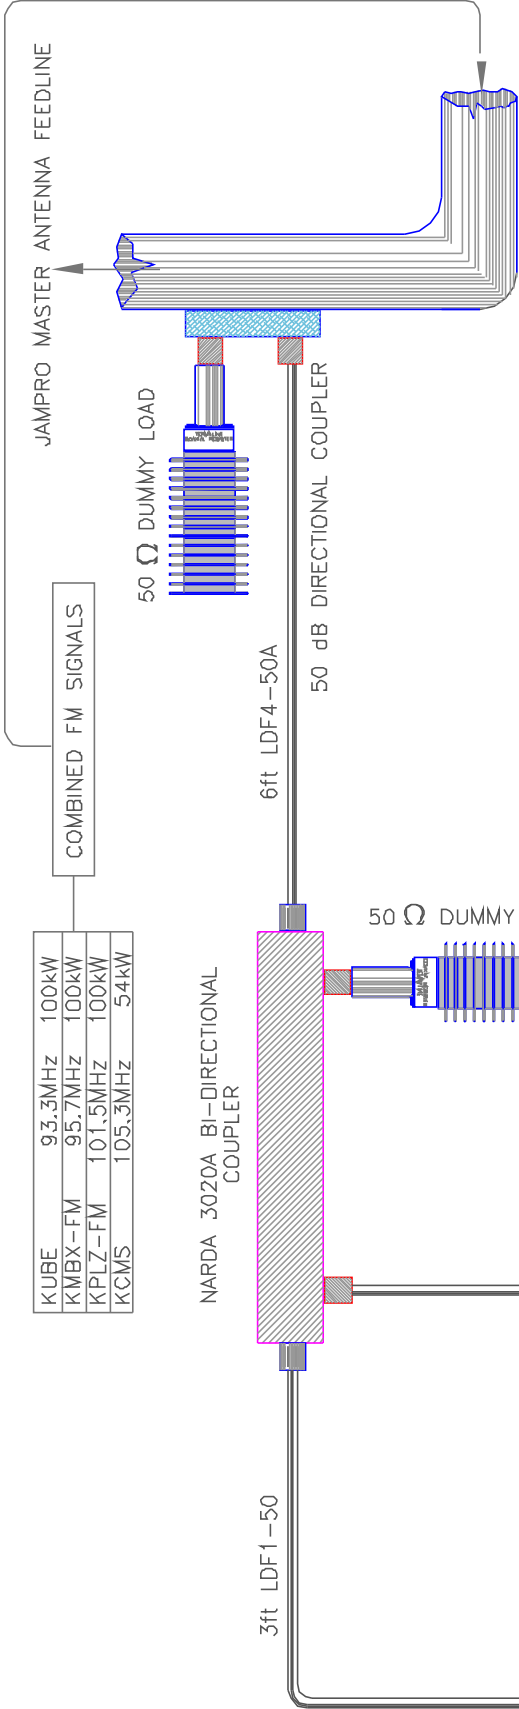 JAMPRO MASTER ANTENNA FEEDLINE
50 Ω DUMMY LOAD
50 dB DIRECTIONAL COUPLER
COMBINED FM SIGNALS
6ft LDF4-50A
50 Ω DUMMY
KUBE 93.3MHz 100kW
KMBX-FM 95.7MHz 100kW
KPLZ-FM 101.5MHz 100kW
KCMS 105.3MHz 54kW
NARDA 3020A BI-DIRECTIONAL
COUPLER
3ft LDF1-50